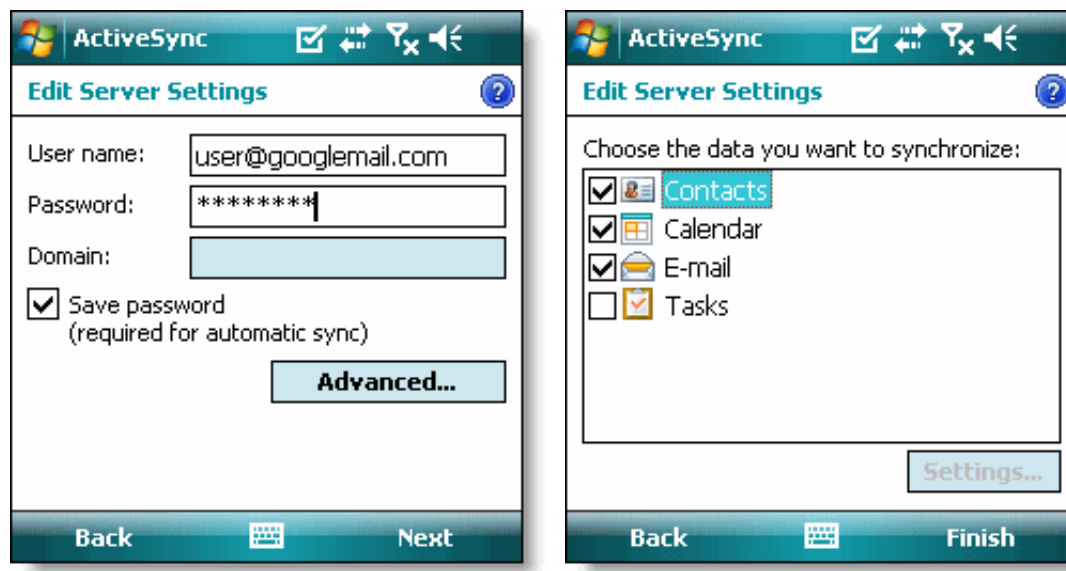 ActiveSync
Edit Server Settings
User name: user@googlemail.com
Password: ********
Domain:
Save password
(required for automatic sync)
Advanced...
Back Next
ActiveSync
Edit Server Settings
Choose the data you want to synchronize:
Contacts
Calendar
E-mail
Tasks
Settings...
Back Finish